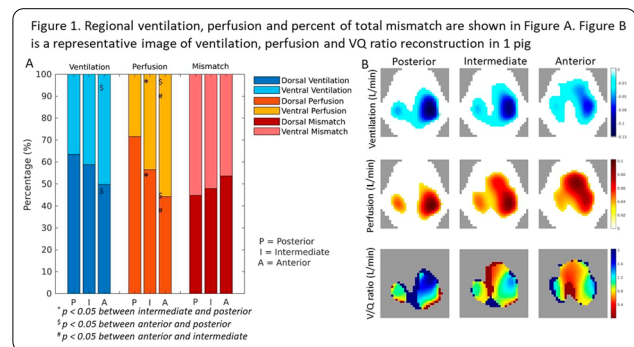 Figure 1. Regional ventilation, perfusion and percent of total mismatch are shown in Figure A. Figure B
is a representative image of ventilation, perfusion and VQ ratio reconstruction in 1 pig
A
Ventilation Perfusion Mismatch
Dorsal Ventilation
Ventral Ventilation
Dorsal Perfusion
Ventral Perfusion
Dorsal Mismatch
Ventral Mismatch
Percentage (%)
100
90
80
70
60
50
40
30
20
10
0
$
*
$
#
$
*
$
#
P I A P I A P I A
P = Posterior
I = Intermediate
A = Anterior
* p < 0.05 between intermediate and posterior
$ p < 0.05 between anterior and posterior
# p < 0.05 between anterior and intermediate
B
Posterior Intermediate Anterior
Ventilation (L/min)
Perfusion (L/min)
V/Q ratio (L/min)